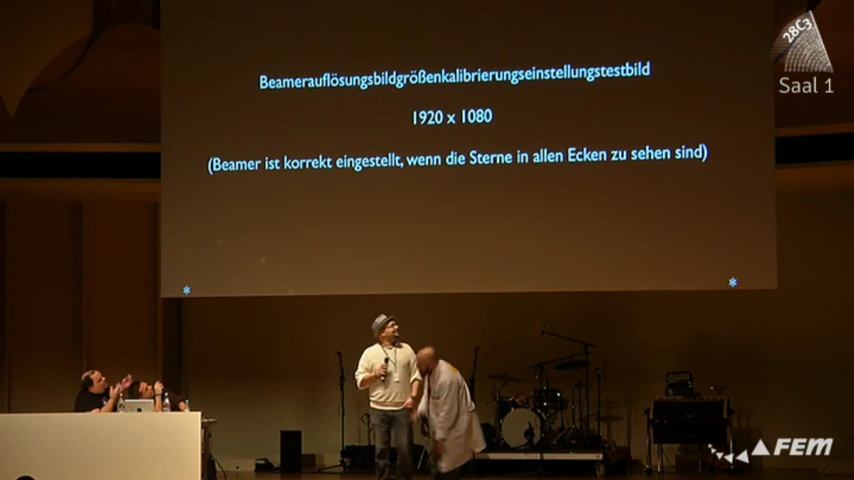 28C3
Saal 1
Beamerauflösungsbildgrößenkalibrierungseinstellungstestbild
1920 x 1080
(Beamer ist korrekt eingestellt, wenn die Sterne in allen Ecken zu sehen sind)
*
*
FEM